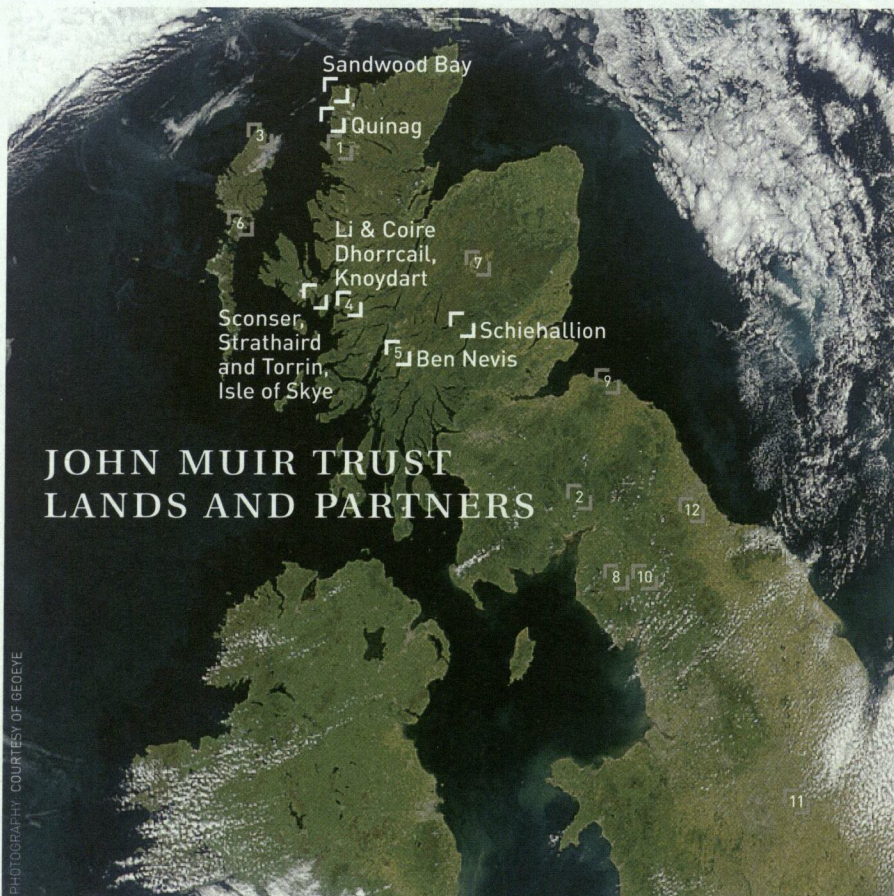 Sandwood Bay
Quinag
1
3
6
Li & Coire
Dhorrcail,
Knoydart
7
4
Sconser,
Strathaird
and Torrin,
Isle of Skye
Schiehallion
5
Ben Nevis
9
JOHN MUIR TRUST
LANDS AND PARTNERS
2
12
8
10
11
PHOTOGRAPHY COURTESY OF GEOEYE